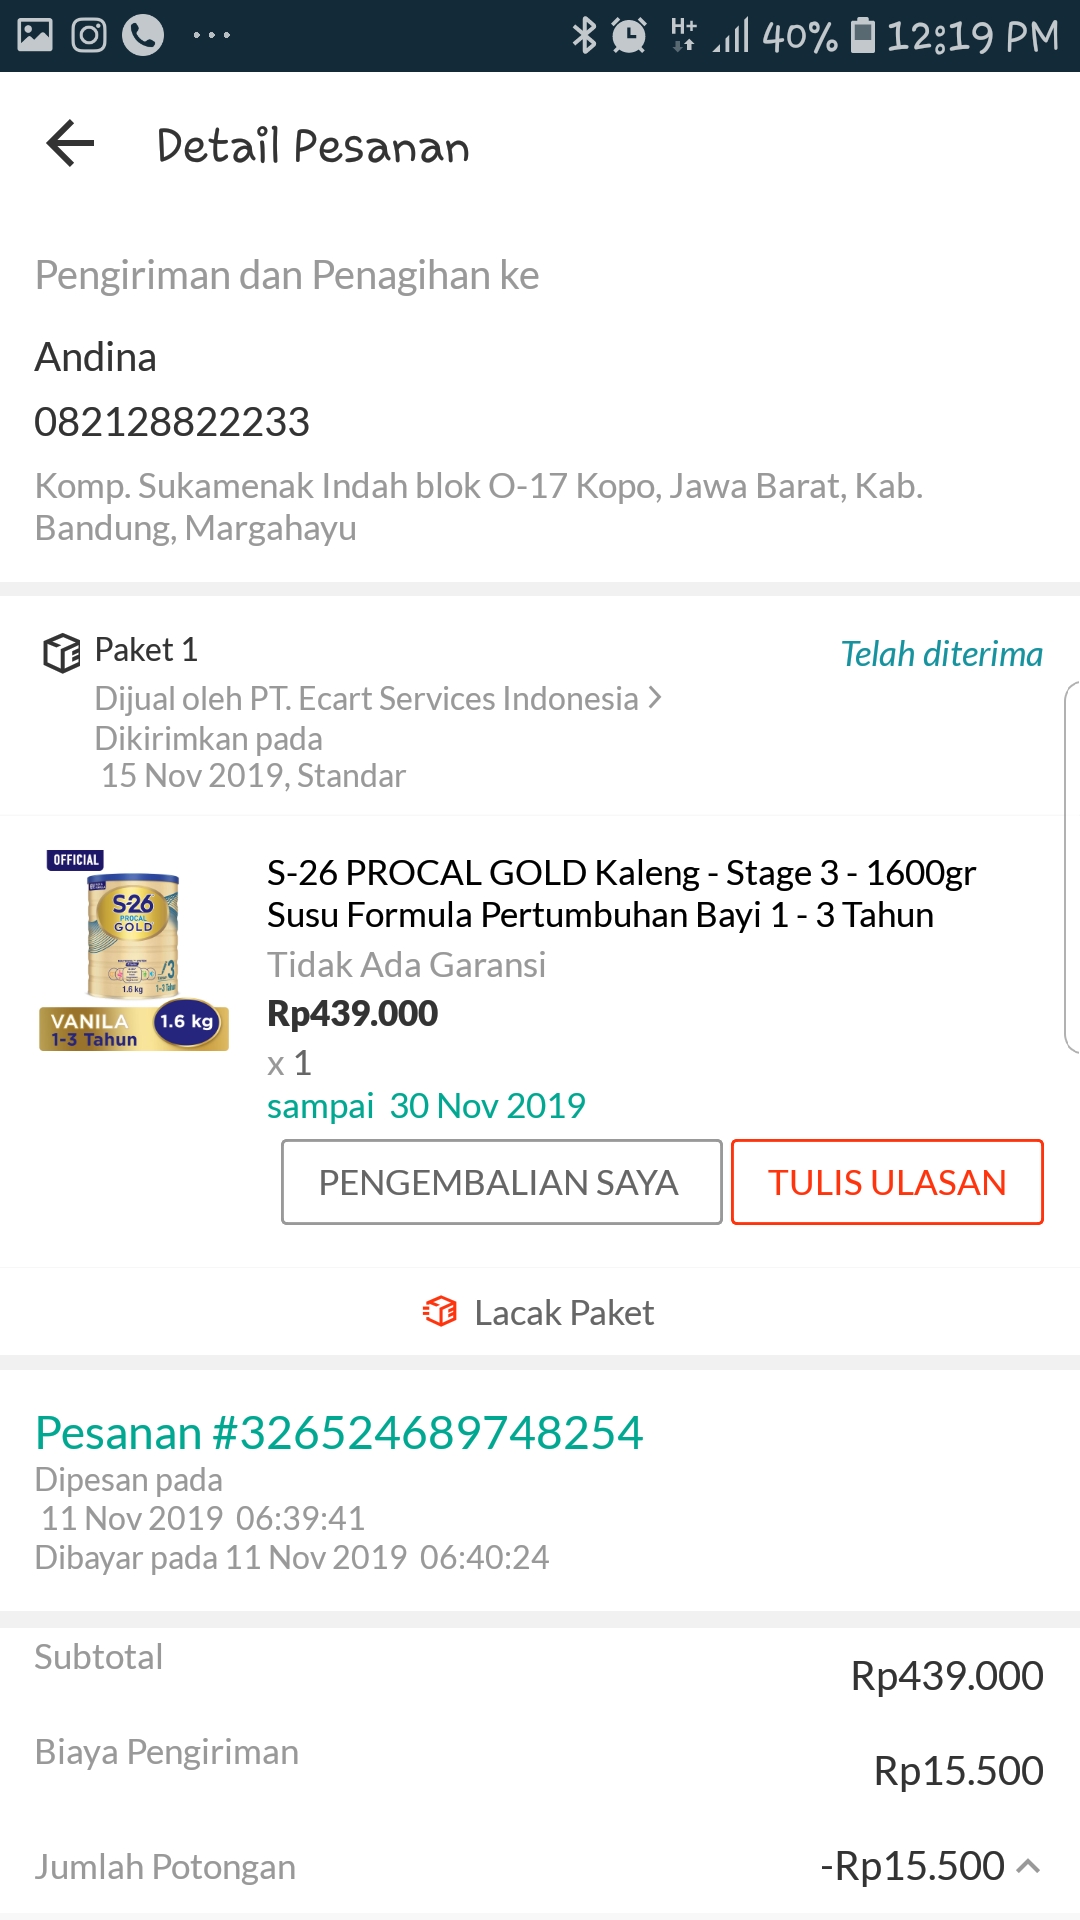 40% 12:19 PM
Detail Pesanan
Pengiriman dan Penagihan ke
Andina
082128822233
Komp. Sukamenak Indah blok O-17 Kopo, Jawa Barat, Kab.
Bandung, Margahayu
Paket 1
Telah diterima
Dijual oleh PT. Ecart Services Indonesia
Dikirimkan pada
15 Nov 2019, Standar
OFFICIAL
S-26
PROCAL
GOLD
3
1.6 kg
1-3 Tahun
VANILA
1-3 Tahun
1.6 kg
S-26 PROCAL GOLD Kaleng - Stage 3 - 1600gr
Susu Formula Pertumbuhan Bayi 1 - 3 Tahun
Tidak Ada Garansi
Rp439.000
x 1
sampai 30 Nov 2019
PENGEMBALIAN SAYA
TULIS ULASAN
Lacak Paket
Pesanan #326524689748254
Dipesan pada
11 Nov 2019 06:39:41
Dibayar pada 11 Nov 2019 06:40:24
Subtotal
Rp439.000
Biaya Pengiriman
Rp15.500
Jumlah Potongan
-Rp15.500